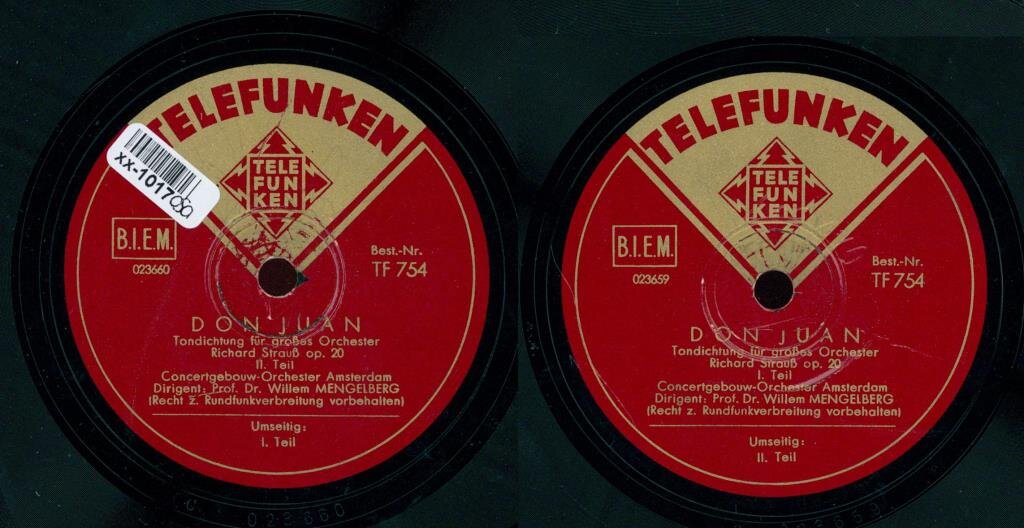 TELEFUNKEN
xx-1017050
TELE
FUN
KEN
B.I.E.M.
023660
Best.-Nr.
TF 754
DON JUAN
Tondichtung für großes Orchester
Richard Strauß op. 20
II. Teil
Concertgebouw-Orchester Amsterdam
Dirigent: Prof. Dr. Willem MENGELBERG
(Recht z. Rundfunkverbreitung vorbehalten)
Umseitig:
I. Teil
023660
TELEFUNKEN
TELE
FUN
KEN
B.I.E.M.
023659
Best.-Nr.
TF 754
DON JUAN
Tondichtung für großes Orchester
Richard Strauß op. 20
I. Teil
Concertgebouw-Orchester Amsterdam
Dirigent: Prof. Dr. Willem MENGELBERG
(Recht z. Rundfunkverbreitung vorbehalten)
Umseitig:
II. Teil